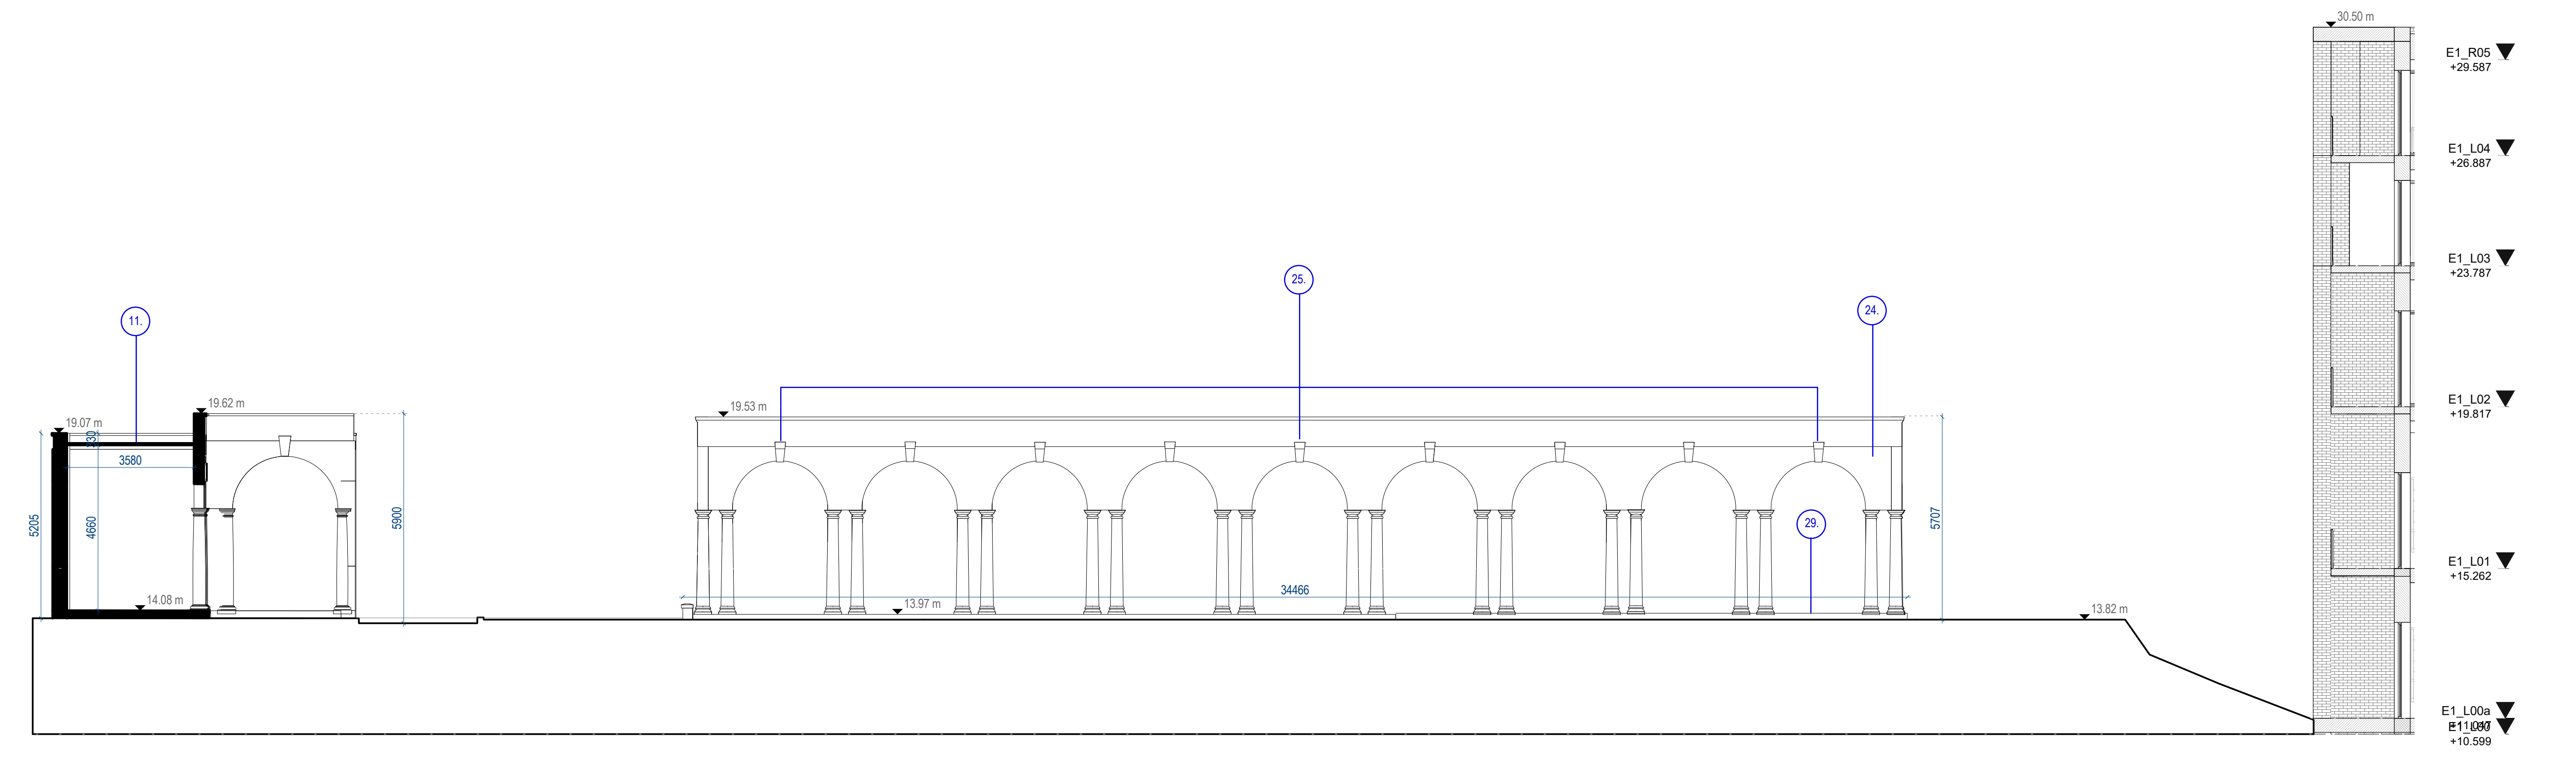 30.50 m
E1_R05
+29.587
E1_L04
+26.887
E1_L03
+23.787
25.
24.
11.
E1_L02
+19.817
19.62 m
19.53 m
19.07 m
330
3580
5205
4660
5900
29.
5707
E1_L01
+15.262
34466
14.08 m
13.97 m
13.82 m
E1_L00a
+10.599